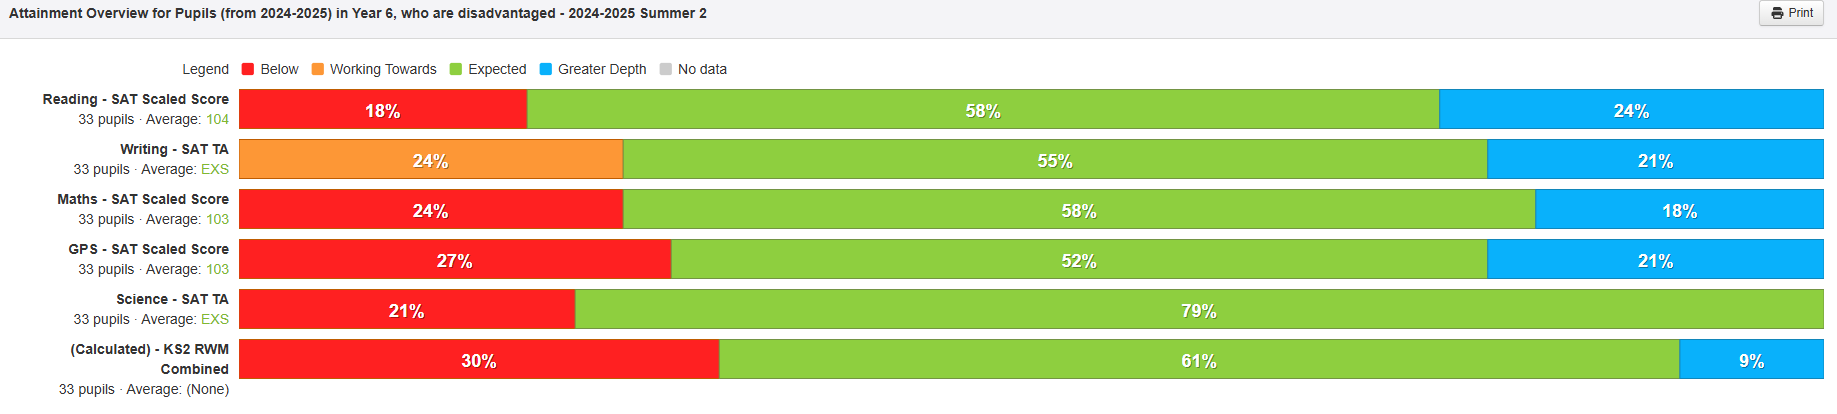 Attainment Overview for Pupils (from 2024-2025) in Year 6, who are disadvantaged - 2024-2025 Summer 2
Print
Legend Below Working Towards Expected Greater Depth No data
Reading - SAT Scaled Score
33 pupils · Average: 104
18% 58% 24%
Writing - SAT TA
33 pupils · Average: EXS
24% 55% 21%
Maths - SAT Scaled Score
33 pupils · Average: 103
24% 58% 18%
GPS - SAT Scaled Score
33 pupils · Average: 103
27% 52% 21%
Science - SAT TA
33 pupils · Average: EXS
21% 79%
(Calculated) - KS2 RWM
Combined
33 pupils · Average: (None)
30% 61% 9%